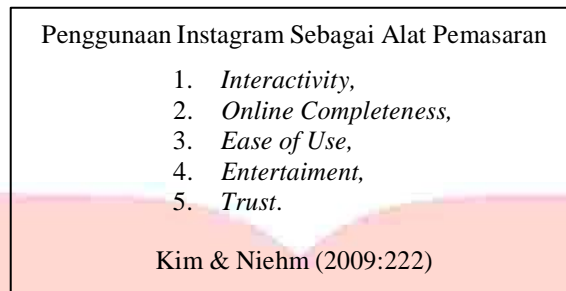 Penggunaan Instagram Sebagai Alat Pemasaran
1. Interactivity,
2. Online Completeness,
3. Ease of Use,
4. Entertaiment,
5. Trust.
Kim & Niehm (2009:222)